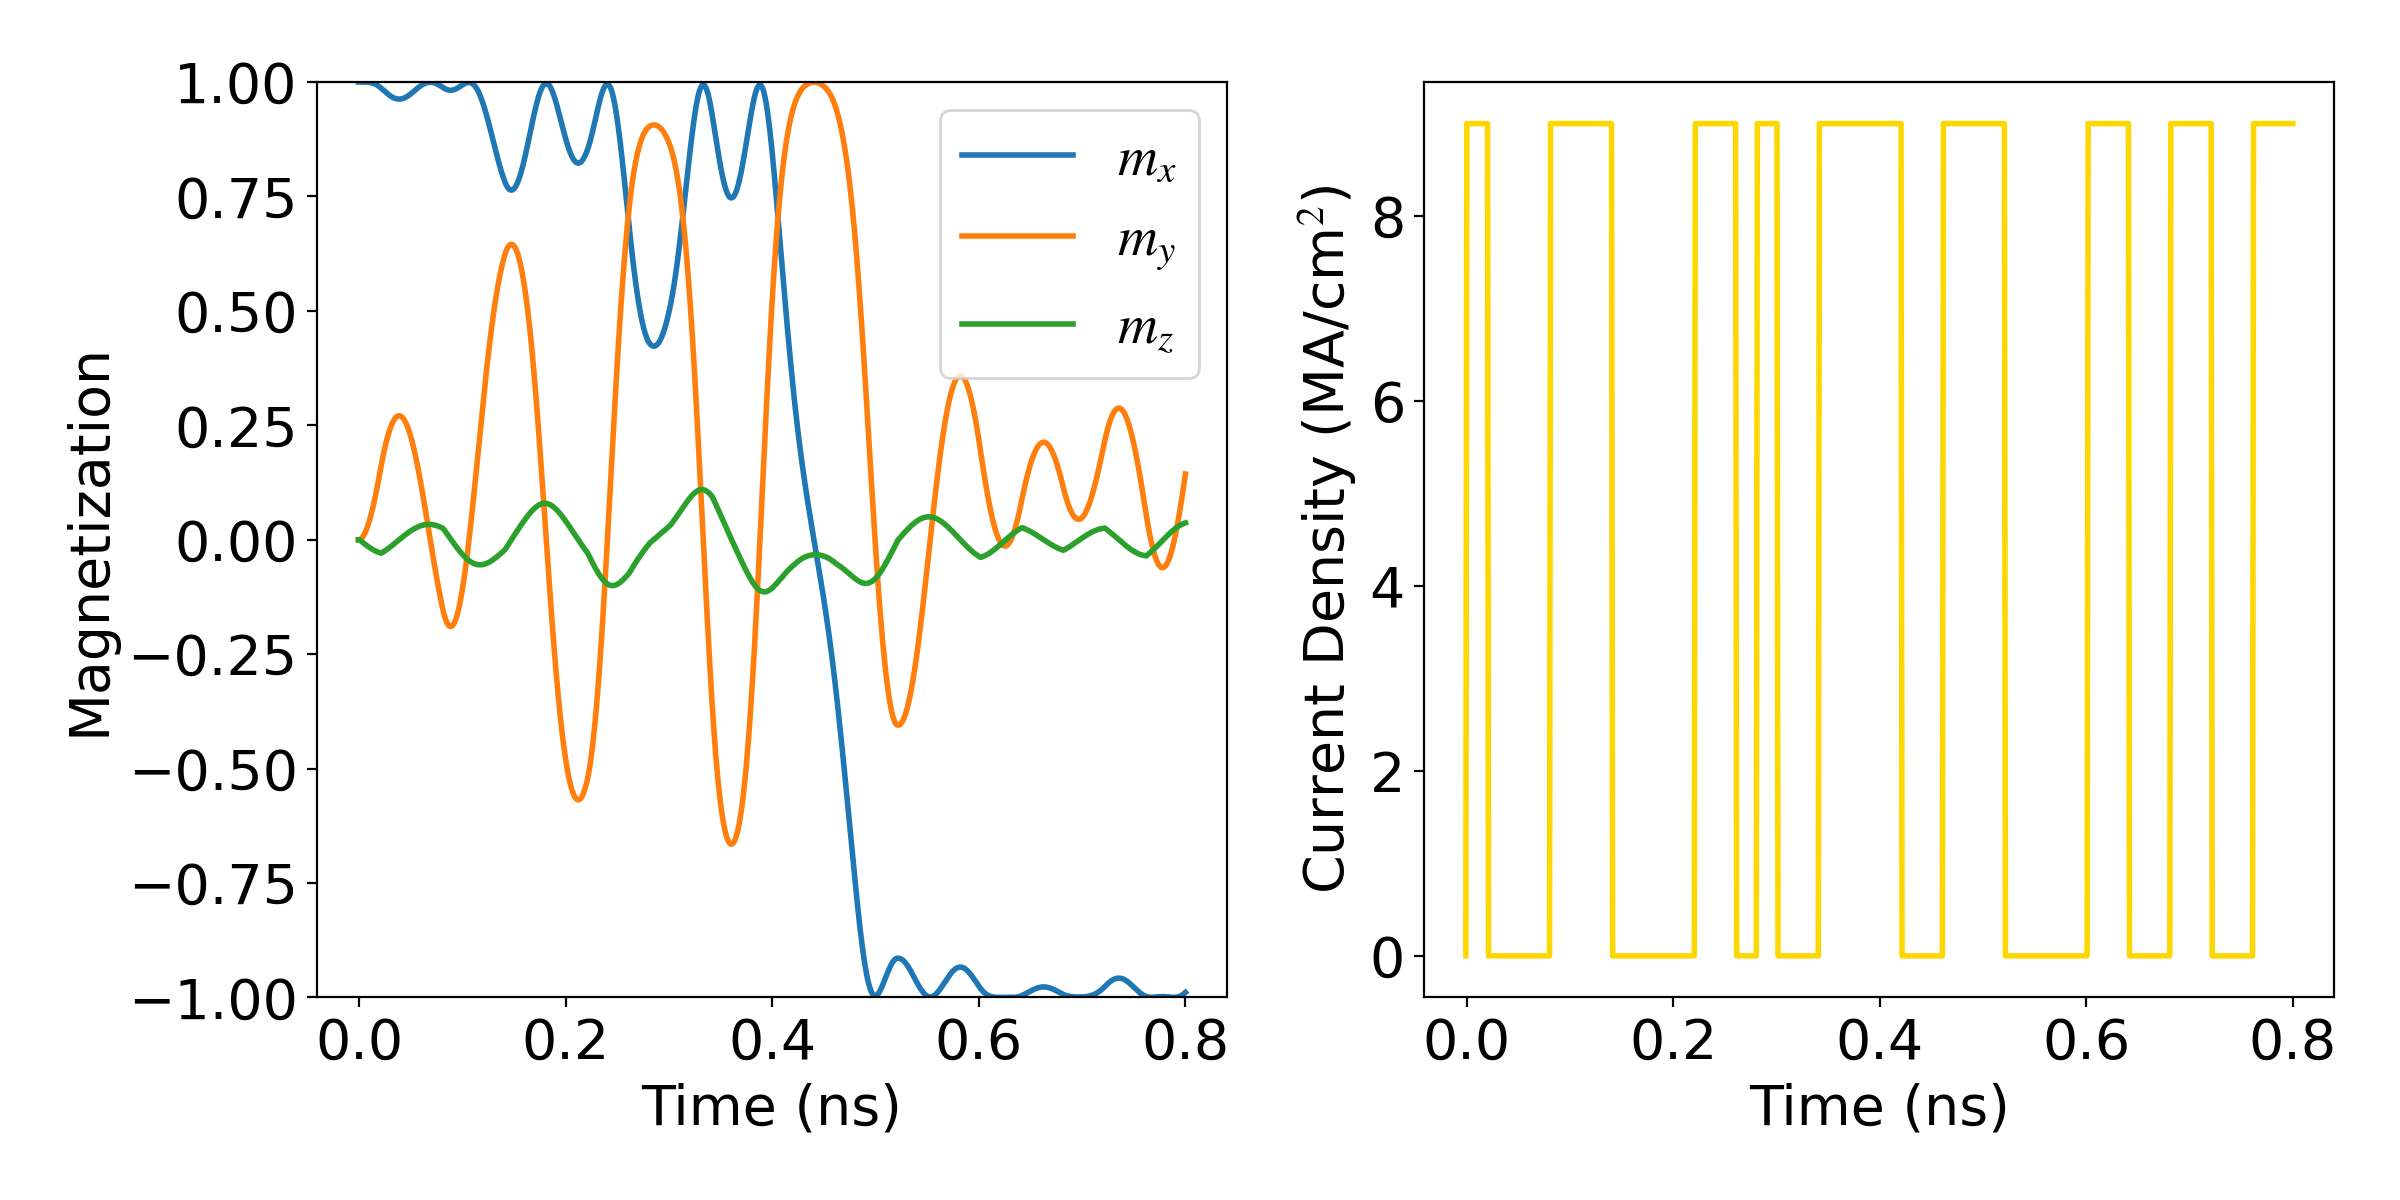 1.00
0.75
0.50
0.25
0.00
−0.25
−0.50
−0.75
−1.00
Magnetization
0.0 0.2 0.4 0.6 0.8
Time (ns)
m_x
m_y
m_z
8
6
4
2
0
Current Density (MA/cm²)
0.0 0.2 0.4 0.6 0.8
Time (ns)